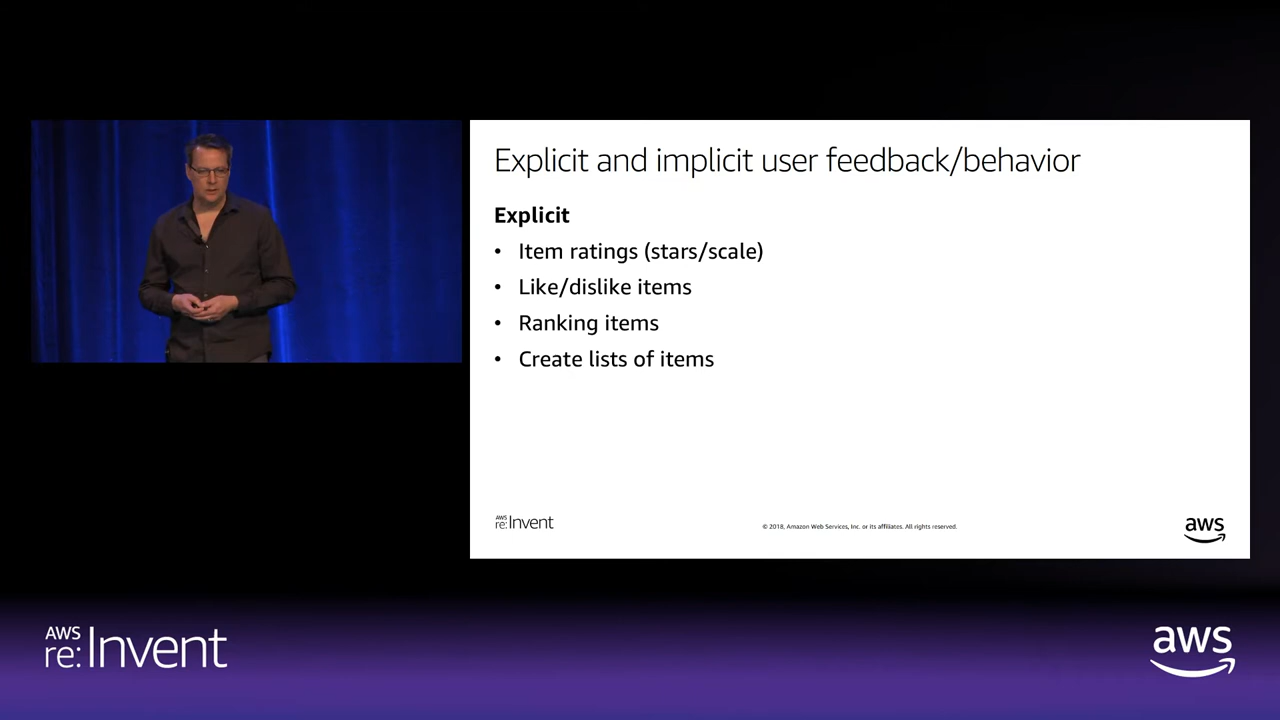 Explicit and implicit user feedback/behavior
Explicit
• Item ratings (stars/scale)
• Like/dislike items
• Ranking items
• Create lists of items
AWS
re:Invent
© 2018, Amazon Web Services, Inc. or its affiliates. All rights reserved.
aws
AWS
re:Invent
aws